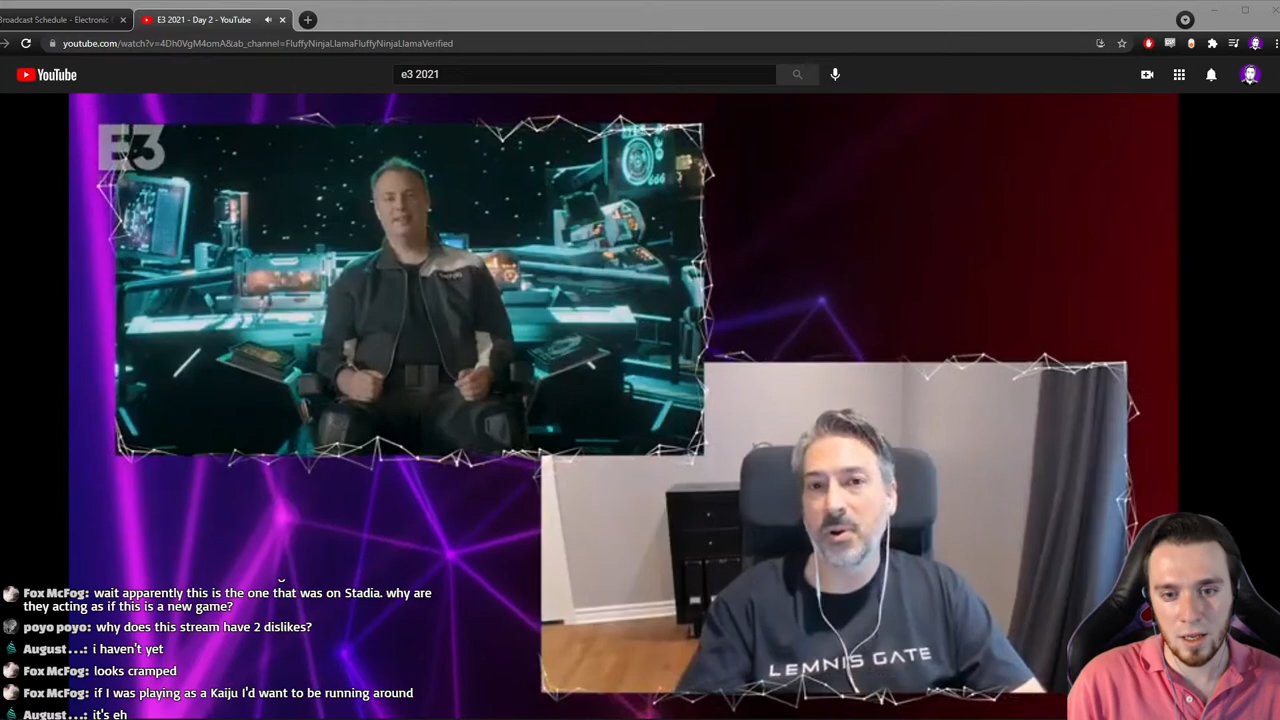 Broadcast Schedule - Electronic
E3 2021 - Day 2 - YouTube
youtube.com/watch?v=4Dh0VgM4omA&ab_channel=FluffyNinjaLlamaFluffyNinjaLlamaVerified
YouTube
e3 2021
E3
LEMNIS GATE
Fox McFog: wait apparently this is the one that was on Stadia. why are
they acting as if this is a new game?
poyo poyo: why does this stream have 2 dislikes?
August...: i haven't yet
Fox McFog: looks cramped
Fox McFog: if I was playing as a Kaiju I'd want to be running around
August...: it's eh